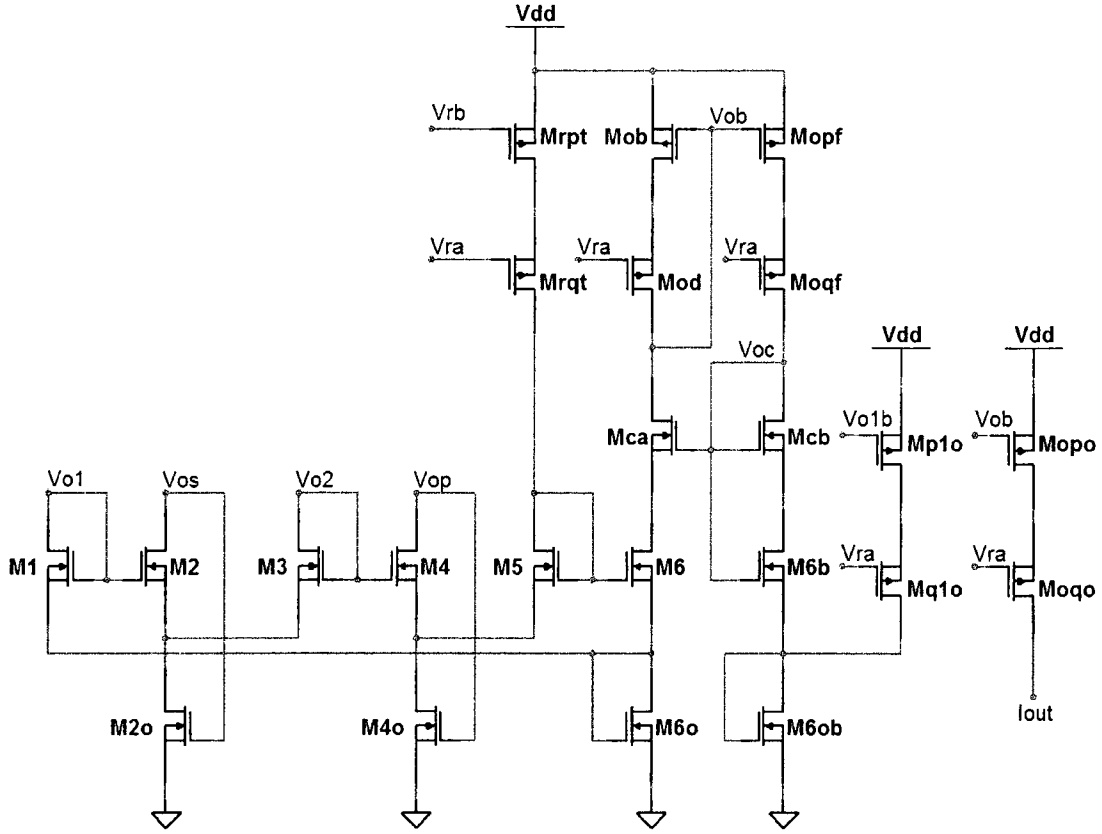 Vdd
Vrb Mrpt Mob Vob Mopf
Vra Mrqt Vra Mod Vra Moqf
Voc Vdd Vdd
Mca Mcb Vo1b Mp1o Vob Mopo
Vo1 Vos Vo2 Vop
M1 M2 M3 M4 M5 M6 M6b Vra Mq1o Vra Moqo
M2o M4o M6o M6ob Iout